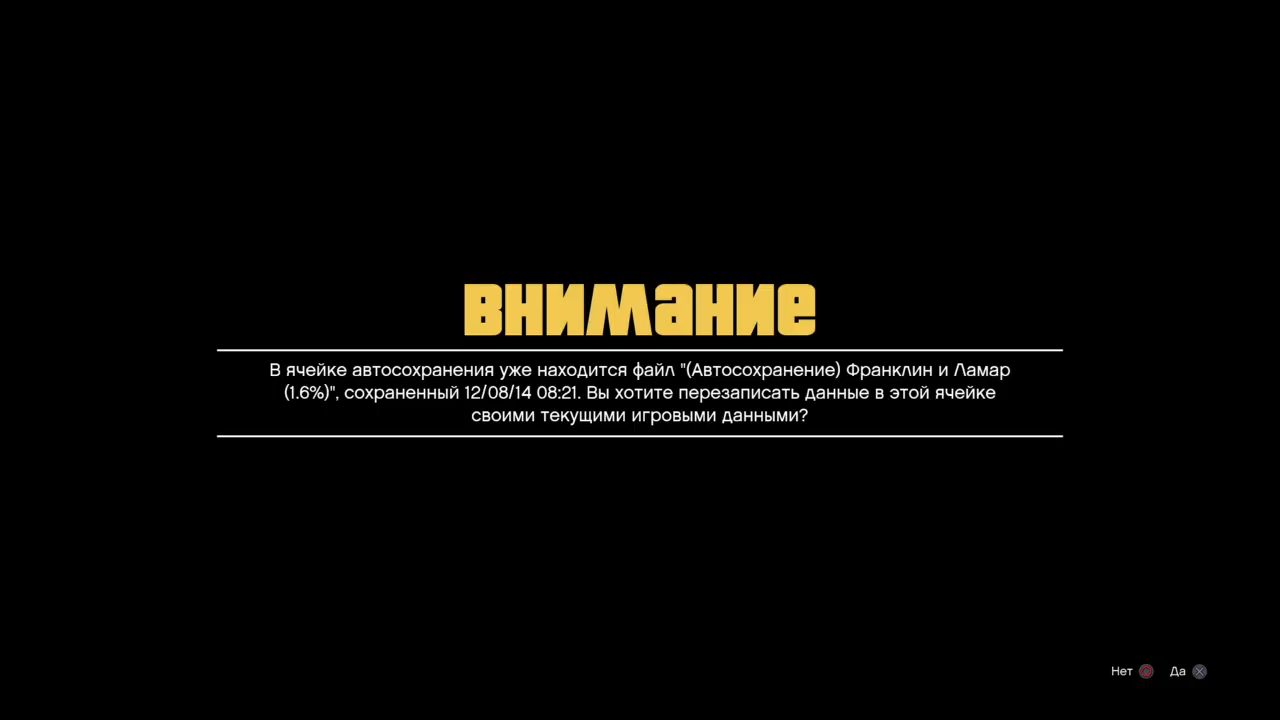 внимание
В ячейке автосохранения уже находится файл "(Автосохранение) Франклин и Ламар
(1.6%)", сохраненный 12/08/14 08:21. Вы хотите перезаписать данные в этой ячейке
своими текущими игровыми данными?
Нет Да